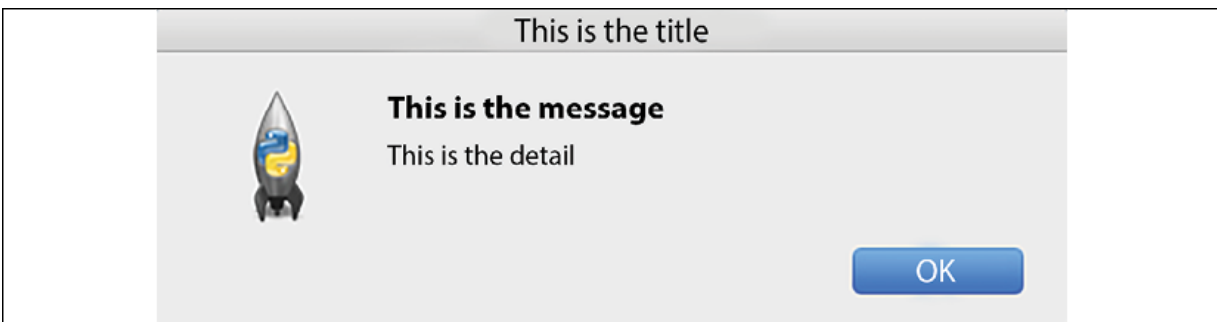 This is the title
This is the message
This is the detail
OK